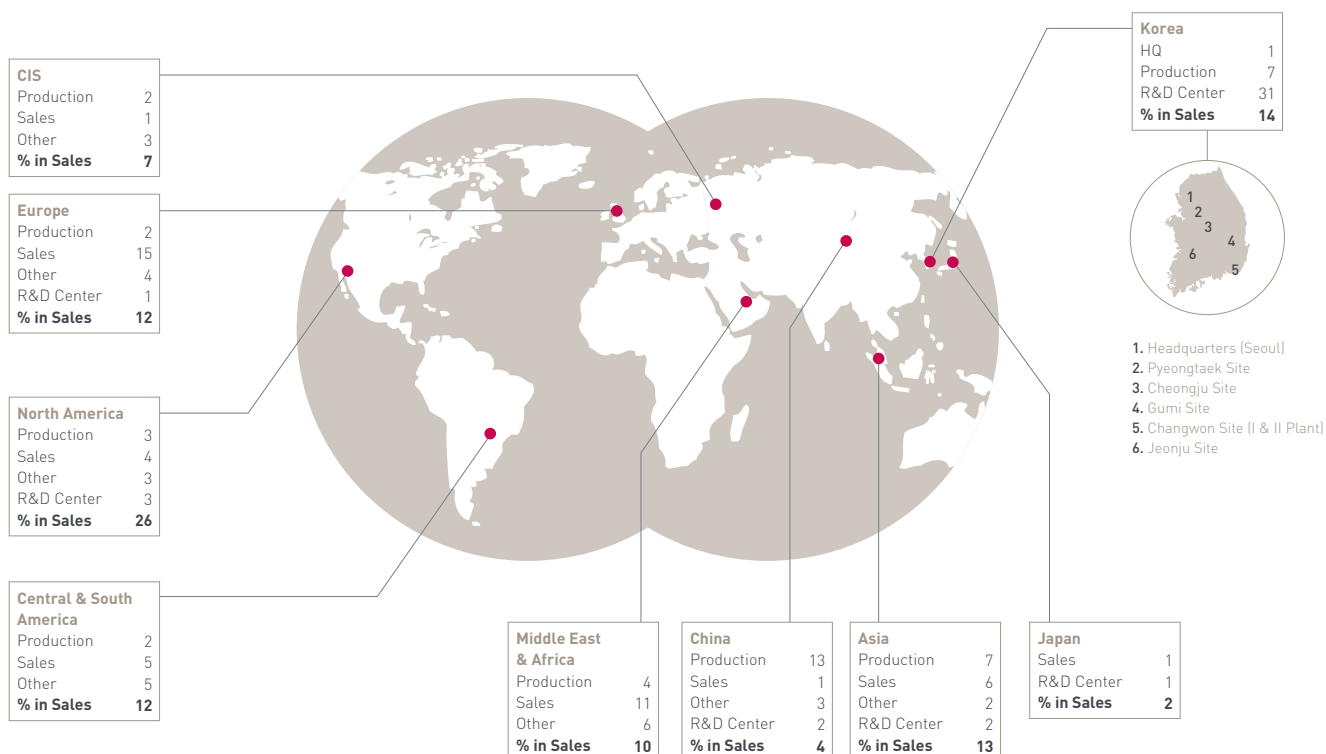 CIS
Production 2
Sales 1
Other 3
% in Sales 7
Europe
Production 2
Sales 15
Other 4
R&D Center 1
% in Sales 12
North America
Production 3
Sales 4
Other 3
R&D Center 3
% in Sales 26
Central & South
America
Production 2
Sales 5
Other 5
% in Sales 12
Middle East
& Africa
Production 4
Sales 11
Other 6
% in Sales 10
China
Production 13
Sales 1
Other 3
R&D Center 2
% in Sales 4
Asia
Production 7
Sales 6
Other 2
R&D Center 2
% in Sales 13
Japan
Sales 1
R&D Center 1
% in Sales 2
Korea
HQ 1
Production 7
R&D Center 31
% in Sales 14
1
2
3
4
6
5
1. Headquarters (Seoul)
2. Pyeongtaek Site
3. Cheongju Site
4. Gumi Site
5. Changwon Site (I & II Plant)
6. Jeonju Site